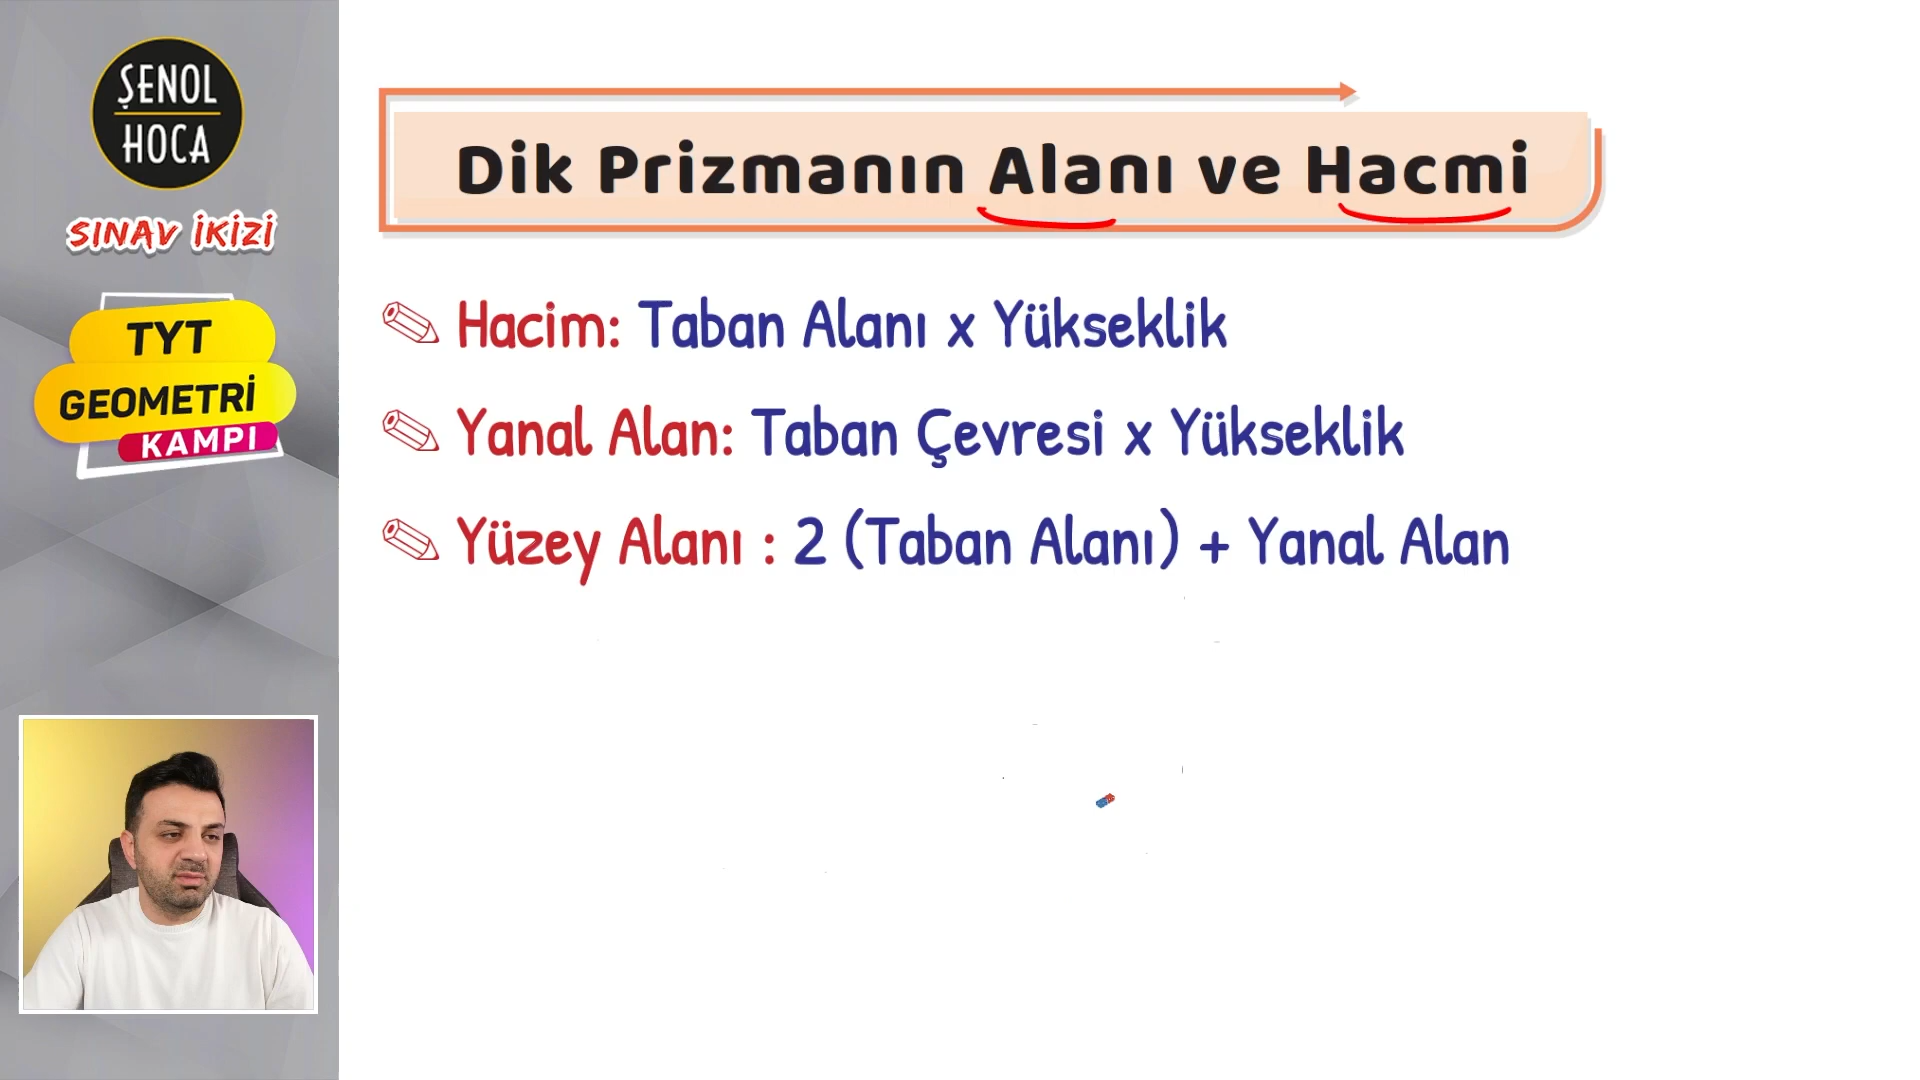 ŞENOL
HOCA
SINAV İKİZİ
TYT
GEOMETRİ
KAMPI
Dik Prizmanın Alanı ve Hacmi
Hacim: Taban Alanı x Yükseklik
Yanal Alan: Taban Çevresi x Yükseklik
Yüzey Alanı : 2 (Taban Alanı) + Yanal Alan